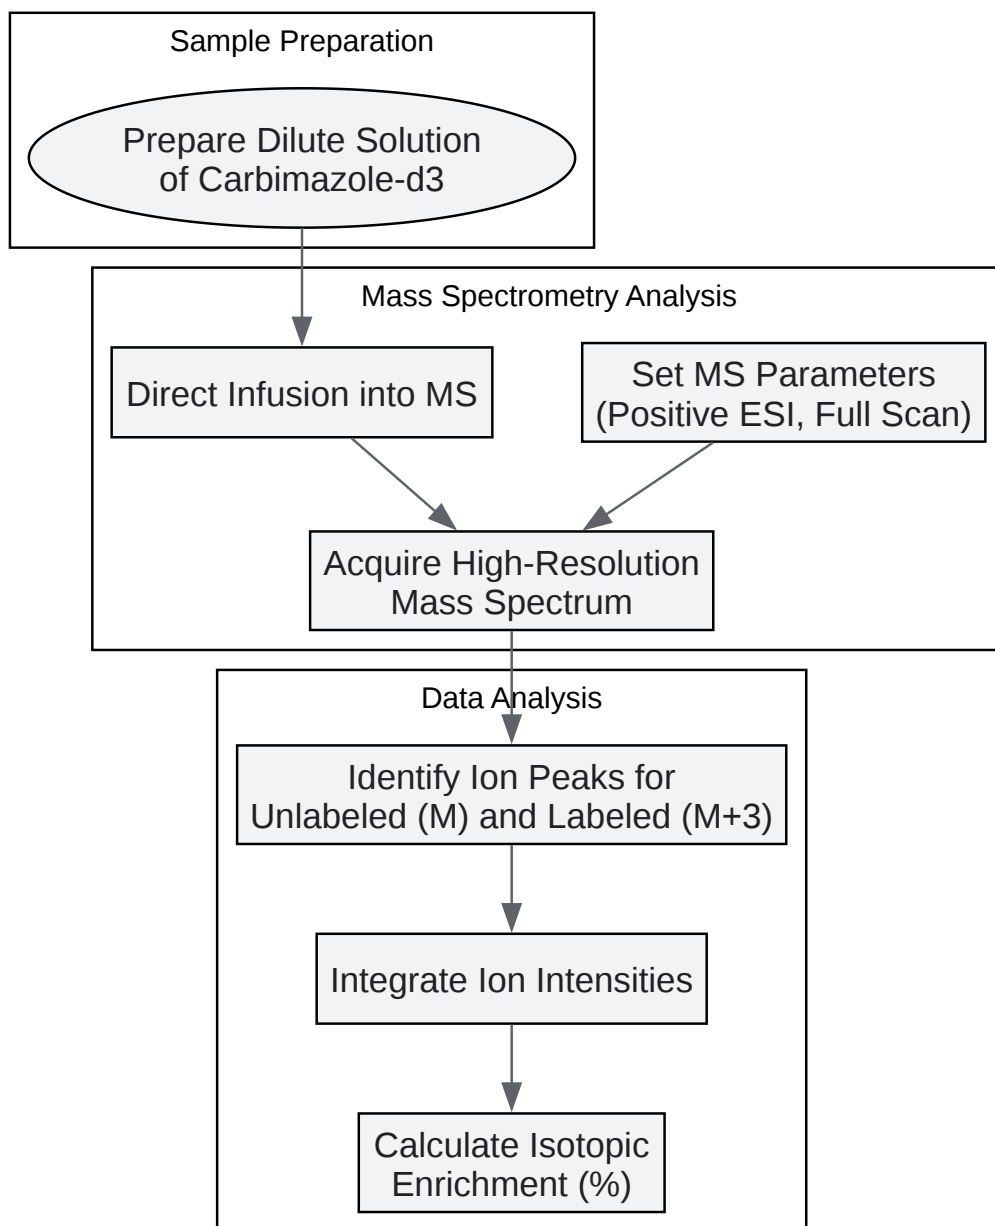 Sample Preparation
Prepare Dilute Solution
of Carbimazole-d3
Mass Spectrometry Analysis
Direct Infusion into MS
Set MS Parameters
(Positive ESI, Full Scan)
Acquire High-Resolution
Mass Spectrum
Data Analysis
Identify Ion Peaks for
Unlabeled (M) and Labeled (M+3)
Integrate Ion Intensities
Calculate Isotopic
Enrichment (%)